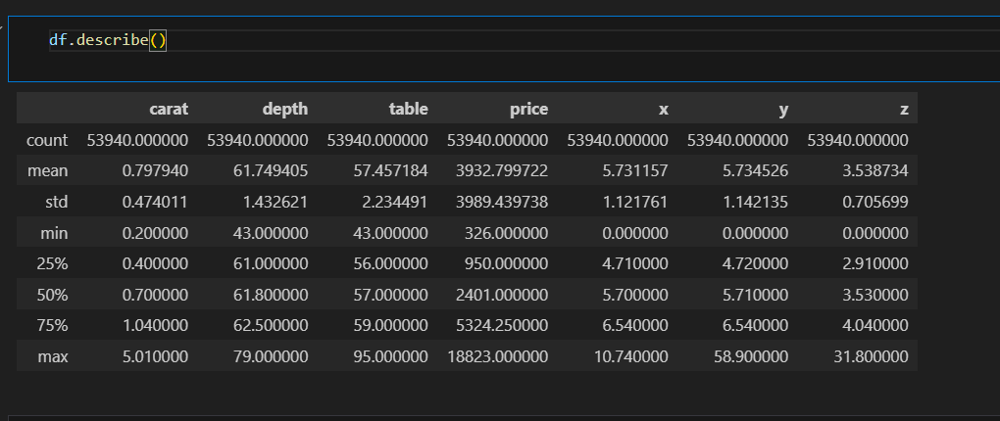 df.describe()
carat depth table price x y z
count 53940.000000 53940.000000 53940.000000 53940.000000 53940.000000 53940.000000 53940.000000
mean 0.797940 61.749405 57.457184 3932.799722 5.731157 5.734526 3.538734
std 0.474011 1.432621 2.234491 3989.439738 1.121761 1.142135 0.705699
min 0.200000 43.000000 43.000000 326.000000 0.000000 0.000000 0.000000
25% 0.400000 61.000000 56.000000 950.000000 4.710000 4.720000 2.910000
50% 0.700000 61.800000 57.000000 2401.000000 5.700000 5.710000 3.530000
75% 1.040000 62.500000 59.000000 5324.250000 6.540000 6.540000 4.040000
max 5.010000 79.000000 95.000000 18823.000000 10.740000 58.900000 31.800000